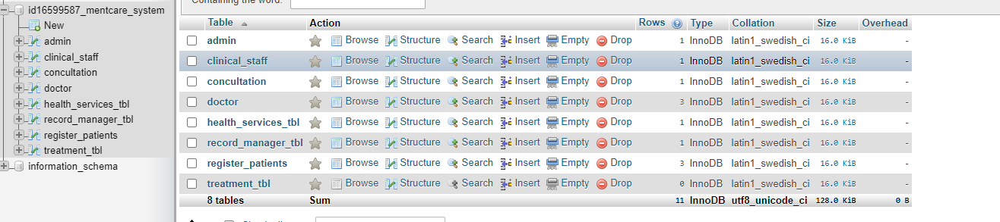 Containing the word:
id16599587_mentcare_system
New
admin
clinical_staff
concultation
doctor
health_services_tbl
record_manager_tbl
register_patients
treatment_tbl
information_schema
Table Action Rows Type Collation Size Overhead
admin Browse Structure Search Insert Empty Drop 1 InnoDB latin1_swedish_ci 16.0 KiB -
clinical_staff Browse Structure Search Insert Empty Drop 1 InnoDB latin1_swedish_ci 16.0 KiB -
concultation Browse Structure Search Insert Empty Drop 1 InnoDB latin1_swedish_ci 16.0 KiB -
doctor Browse Structure Search Insert Empty Drop 3 InnoDB latin1_swedish_ci 16.0 KiB -
health_services_tbl Browse Structure Search Insert Empty Drop 1 InnoDB latin1_swedish_ci 16.0 KiB -
record_manager_tbl Browse Structure Search Insert Empty Drop 1 InnoDB latin1_swedish_ci 16.0 KiB -
register_patients Browse Structure Search Insert Empty Drop 3 InnoDB latin1_swedish_ci 16.0 KiB -
treatment_tbl Browse Structure Search Insert Empty Drop 0 InnoDB latin1_swedish_ci 16.0 KiB -
8 tables Sum 11 InnoDB utf8_unicode_ci 128.0 KiB 0 B